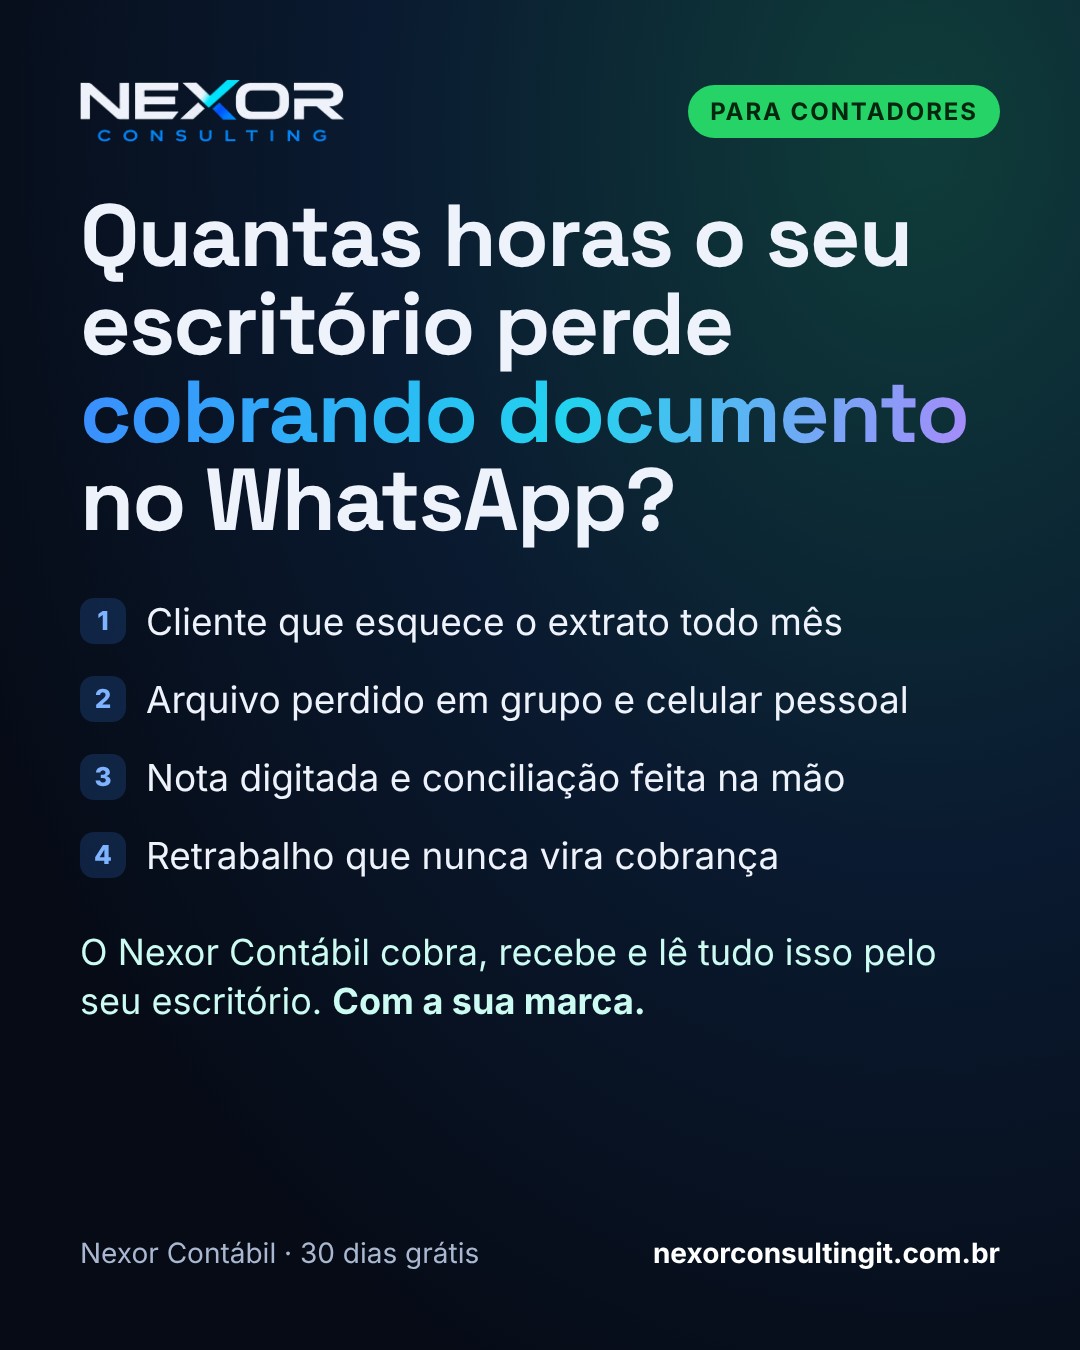 NEXOR
CONSULTING
PARA CONTADORES
Quantas horas o seu
escritório perde
cobrando documento
no WhatsApp?
1 Cliente que esquece o extrato todo mês
2 Arquivo perdido em grupo e celular pessoal
3 Nota digitada e conciliação feita na mão
4 Retrabalho que nunca vira cobrança
O Nexor Contábil cobra, recebe e lê tudo isso pelo
seu escritório. Com a sua marca.
Nexor Contábil · 30 dias grátis
nexorconsultingit.com.br